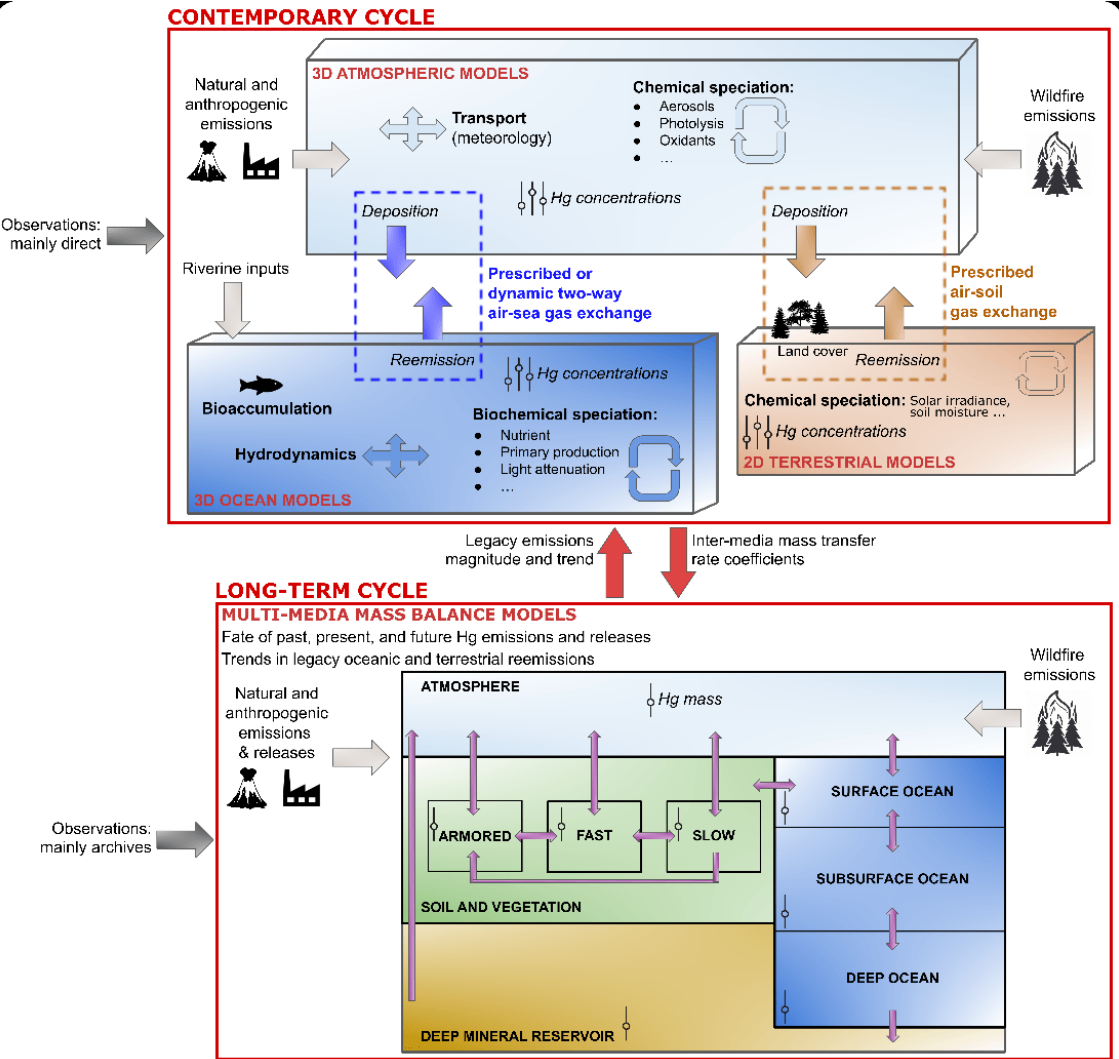 CONTEMPORARY CYCLE
3D ATMOSPHERIC MODELS
Natural and
anthropogenic
emissions
Transport
(meteorology)
Chemical speciation:
● Aerosols
● Photolysis
● Oxidants
● ...
Wildfire
emissions
Hg concentrations
Observations:
mainly direct
Deposition
Deposition
Riverine inputs
Prescribed or
dynamic two-way
air-sea gas exchange
Prescribed
air-soil
gas exchange
Reemission
Land cover
Reemission
Hg concentrations
Bioaccumulation
Biochemical speciation:
● Nutrient
● Primary production
● Light attenuation
● ...
Hydrodynamics
3D OCEAN MODELS
Chemical speciation: Solar irradiance,
soil moisture ...
Hg concentrations
2D TERRESTRIAL MODELS
Legacy emissions
magnitude and trend
Inter-media mass transfer
rate coefficients
LONG-TERM CYCLE
MULTI-MEDIA MASS BALANCE MODELS
Fate of past, present, and future Hg emissions and releases
Trends in legacy oceanic and terrestrial reemissions
Natural and
anthropogenic
emissions
& releases
Wildfire
emissions
ATMOSPHERE
Hg mass
Observations:
mainly archives
ARMORED
FAST
SLOW
SOIL AND VEGETATION
SURFACE OCEAN
SUBSURFACE OCEAN
DEEP OCEAN
DEEP MINERAL RESERVOIR